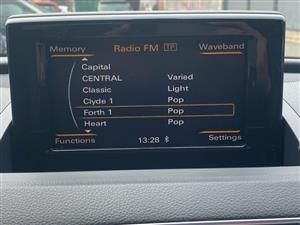 Memory Radio FM TP Waveband
Capital
CENTRAL Varied
Classic Light
Clyde 1 Pop
Forth 1 Pop
Heart Pop
Functions 13:28 Settings